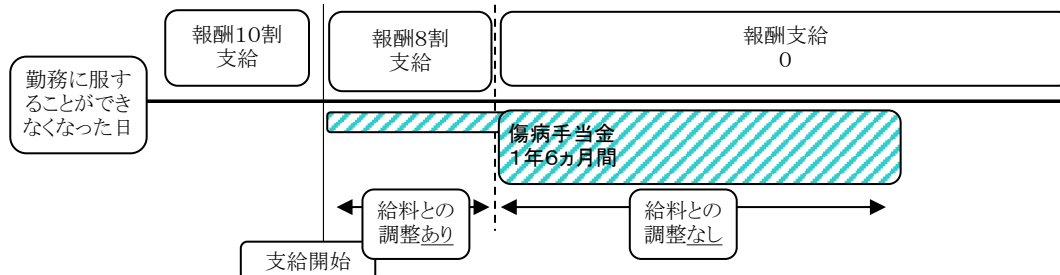 報酬10割
支給
報酬8割
支給
報酬支給
0
勤務に服す
ることができ
なくなった日
傷病手当金
1年6ヵ月間
給料との
調整あり
給料との
調整なし
支給開始